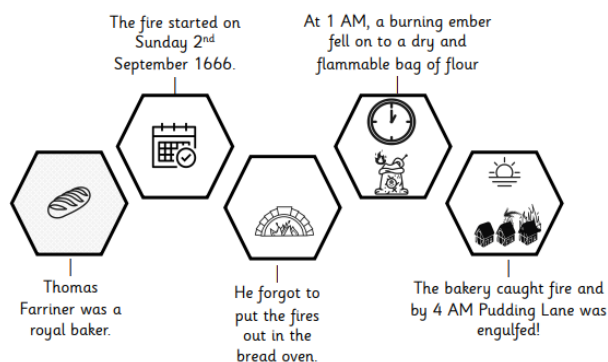 Thomas
Farriner was a
royal baker.
The fire started on
Sunday 2nd
September 1666.
He forgot to
put the fires
out in the
bread oven.
At 1 AM, a burning ember
fell on to a dry and
flammable bag of flour
The bakery caught fire and
by 4 AM Pudding Lane was
engulfed!